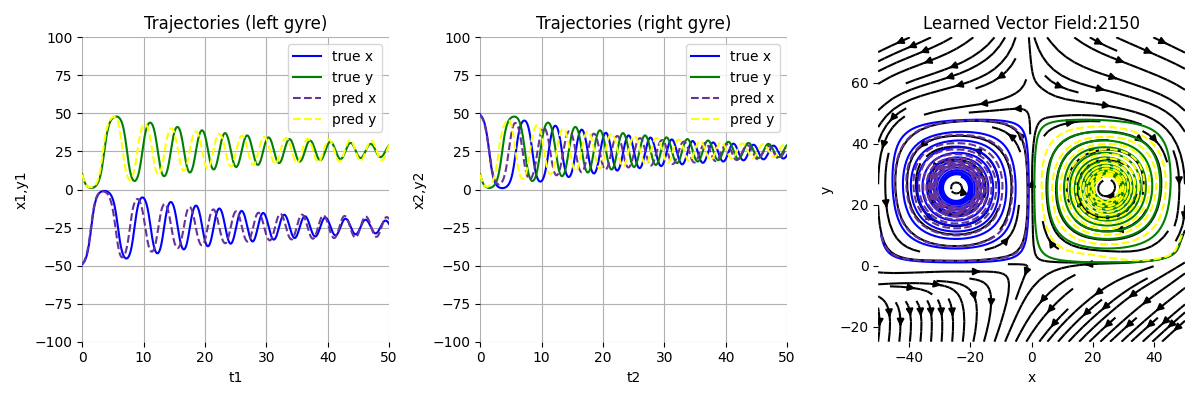 Trajectories (left gyre)
100
75
50
25
0
−25
−50
−75
−100
0 10 20 30 40 50
x1,y1
t1
true x
true y
pred x
pred y
Trajectories (right gyre)
100
75
50
25
0
−25
−50
−75
−100
0 10 20 30 40 50
x2,y2
t2
true x
true y
pred x
pred y
Learned Vector Field:2150
60
40
20
0
−20
−40 −20 0 20 40
y
x